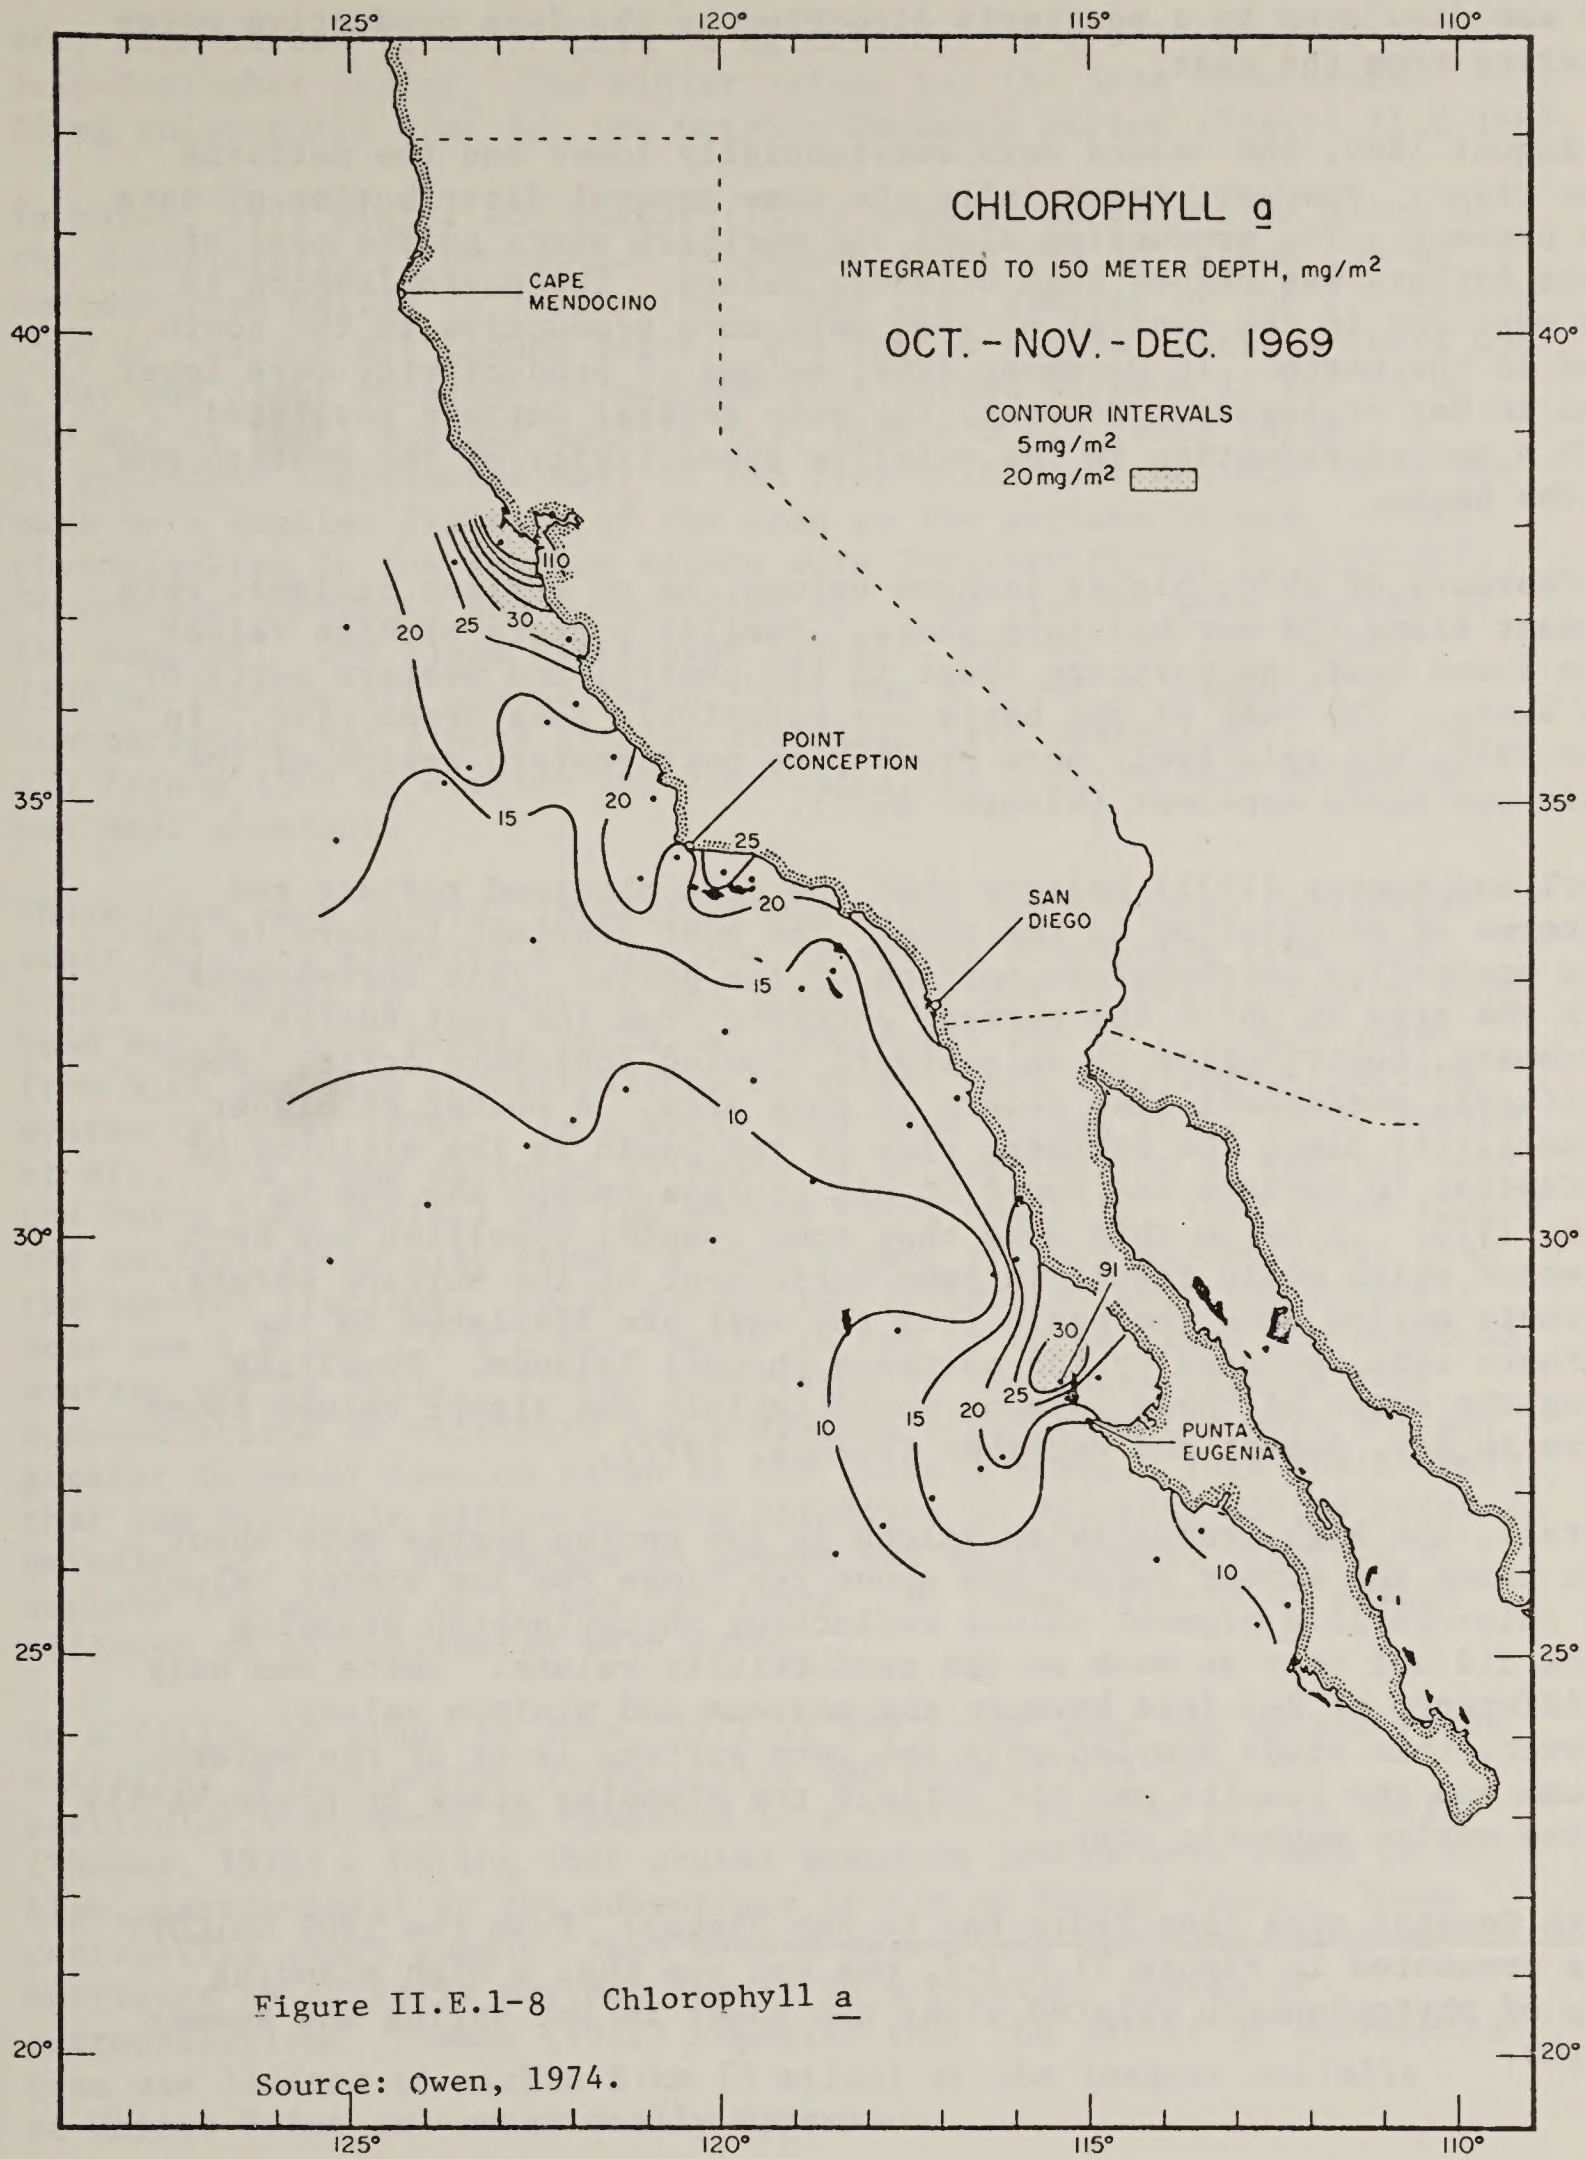 125° 120° 115° 110°
CHLOROPHYLL a
INTEGRATED TO 150 METER DEPTH, mg/m²
CAPE
MENDOCINO
40° 40°
OCT. - NOV. - DEC. 1969
CONTOUR INTERVALS
5mg/m²
20mg/m²
110
20 25 30
POINT
CONCEPTION
35° 20 35°
15
25
SAN
DIEGO
20
15
10
30° 30°
91
30
10 15 20 25
PUNTA
EUGENIA
10
25° 25°
Figure II.E.1-8 Chlorophyll a
20° 20°
Source: Owen, 1974.
125° 120° 115° 110°